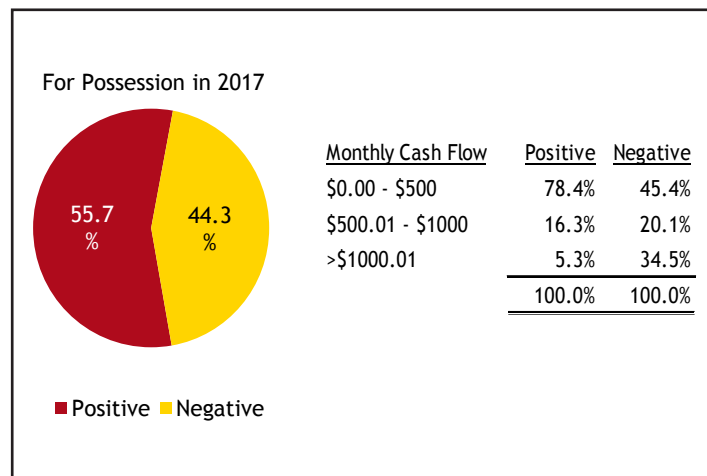 For Possession in 2017
55.7
%
44.3
%
Monthly Cash Flow Positive Negative
$0.00 - $500 78.4% 45.4%
$500.01 - $1000 16.3% 20.1%
>$1000.01 5.3% 34.5%
100.0% 100.0%
Positive Negative